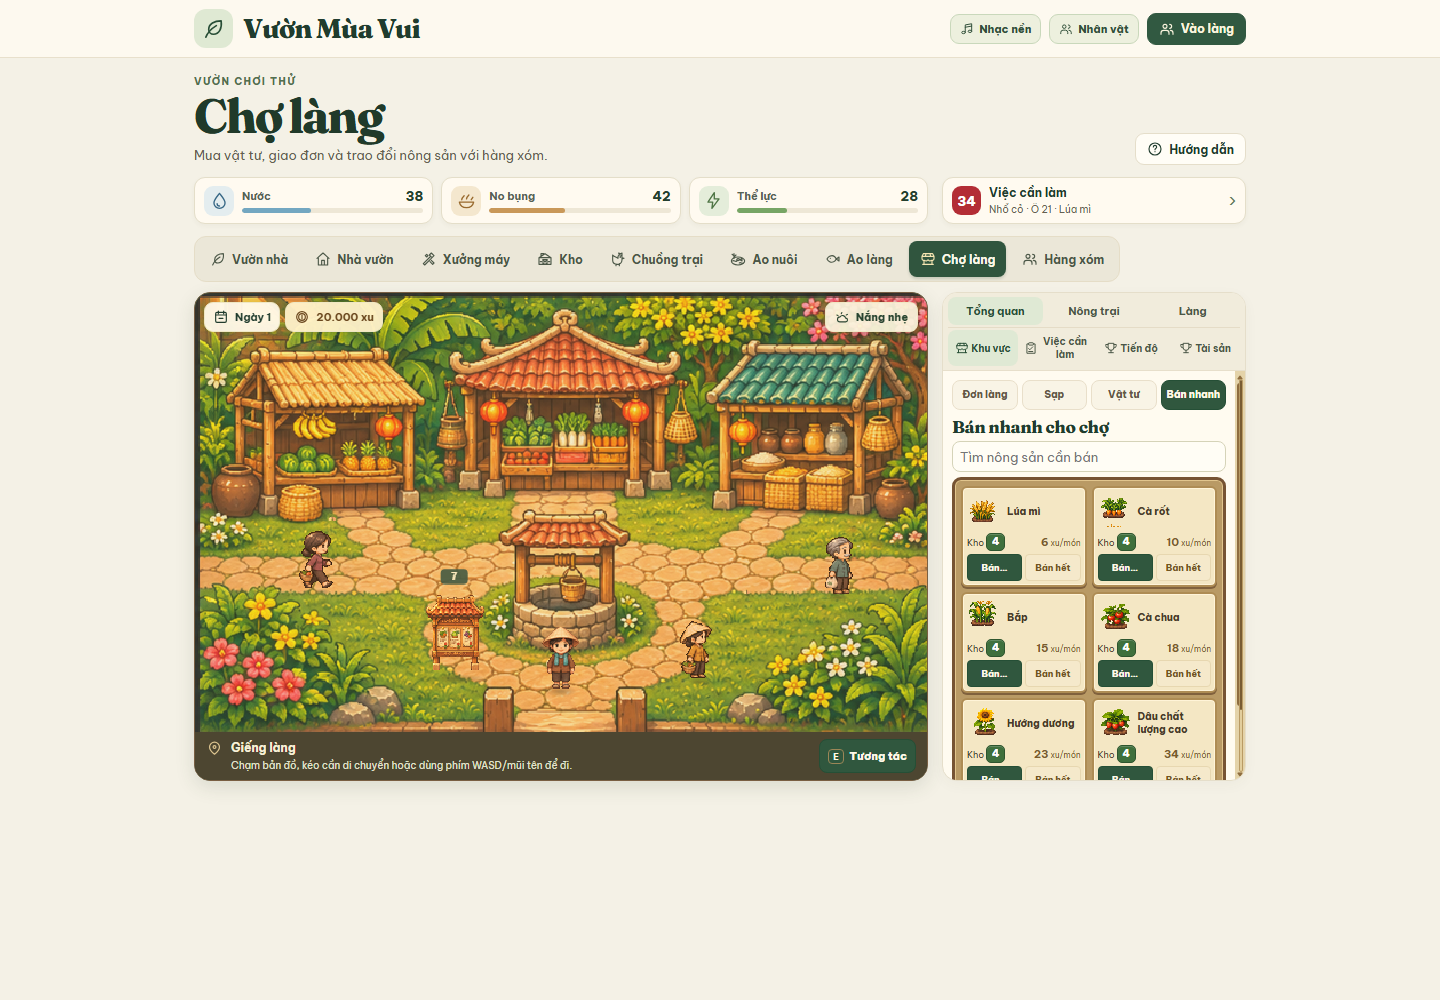 Vườn Mùa Vui
Nhạc nền
Nhân vật
Vào làng
VƯỜN CHƠI THỬ
Chợ làng
Mua vật tư, giao đơn và trao đổi nông sản với hàng xóm.
Hướng dẫn
Nước 38
No bụng 42
Thể lực 28
34 Việc cần làm
Nhổ cỏ · Ô 21 · Lúa mì
Vườn nhà
Nhà vườn
Xưởng máy
Kho
Chuồng trại
Ao nuôi
Ao làng
Chợ làng
Hàng xóm
Ngày 1
20.000 xu
Nắng nhẹ
7
Giếng làng
Chạm bản đồ, kéo cần di chuyển hoặc dùng phím WASD/mũi tên để đi.
E Tương tác
Tổng quan
Nông trại
Làng
Khu vực
Việc cần
làm
Tiến độ
Tài sản
Đơn làng
Sạp
Vật tư
Bán nhanh
Bán nhanh cho chợ
Tìm nông sản cần bán
Lúa mì
Kho 4 6 xu/món
Bán... Bán hết
Cà rốt
Kho 4 10 xu/món
Bán... Bán hết
Bắp
Kho 4 15 xu/món
Bán... Bán hết
Cà chua
Kho 4 18 xu/món
Bán... Bán hết
Hướng dương
Kho 4 23 xu/món
Bán... Bán hết
Dâu chất
lượng cao
Kho 4 34 xu/món
Bán... Bán hết